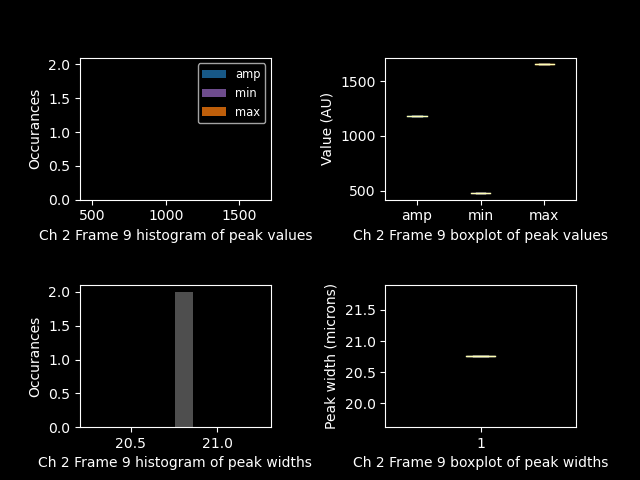 2.0
1.5
1.0
0.5
0.0
Occurances
amp
min
max
500 1000 1500
Ch 2 Frame 9 histogram of peak values
1500
1000
500
Value (AU)
amp min max
Ch 2 Frame 9 boxplot of peak values
2.0
1.5
1.0
0.5
0.0
Occurances
20.5 21.0
Ch 2 Frame 9 histogram of peak widths
21.5
21.0
20.5
20.0
Peak width (microns)
1
Ch 2 Frame 9 boxplot of peak widths